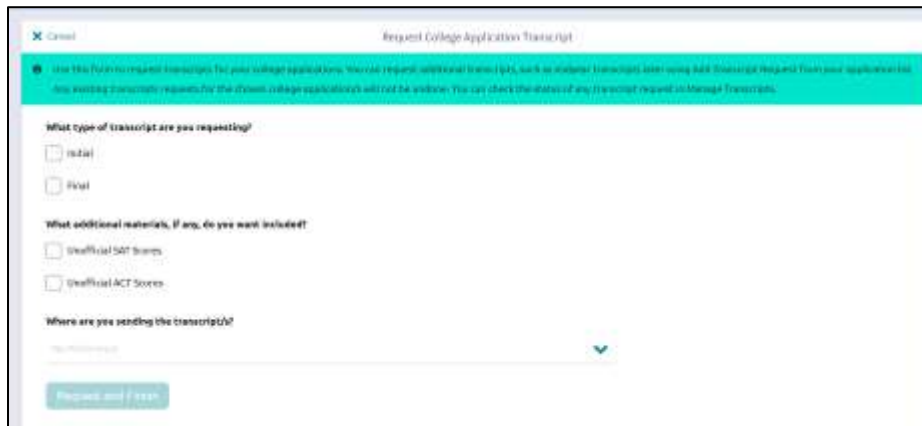 Cancel
Request College Application Transcript
Use this form to request transcripts for your college applications. You can request additional transcripts, such as midyear transcripts later using Add Transcript Request from your application list.
Any existing transcripts requests for the chosen college application/s will not be undone. You can check the status of any transcript request in Manage Transcripts.
What type of transcript are you requesting?
Initial
Final
What additional materials, if any, do you want included?
Unofficial SAT Scores
Unofficial ACT Scores
Where are you sending the transcript/s?
Request and Finish